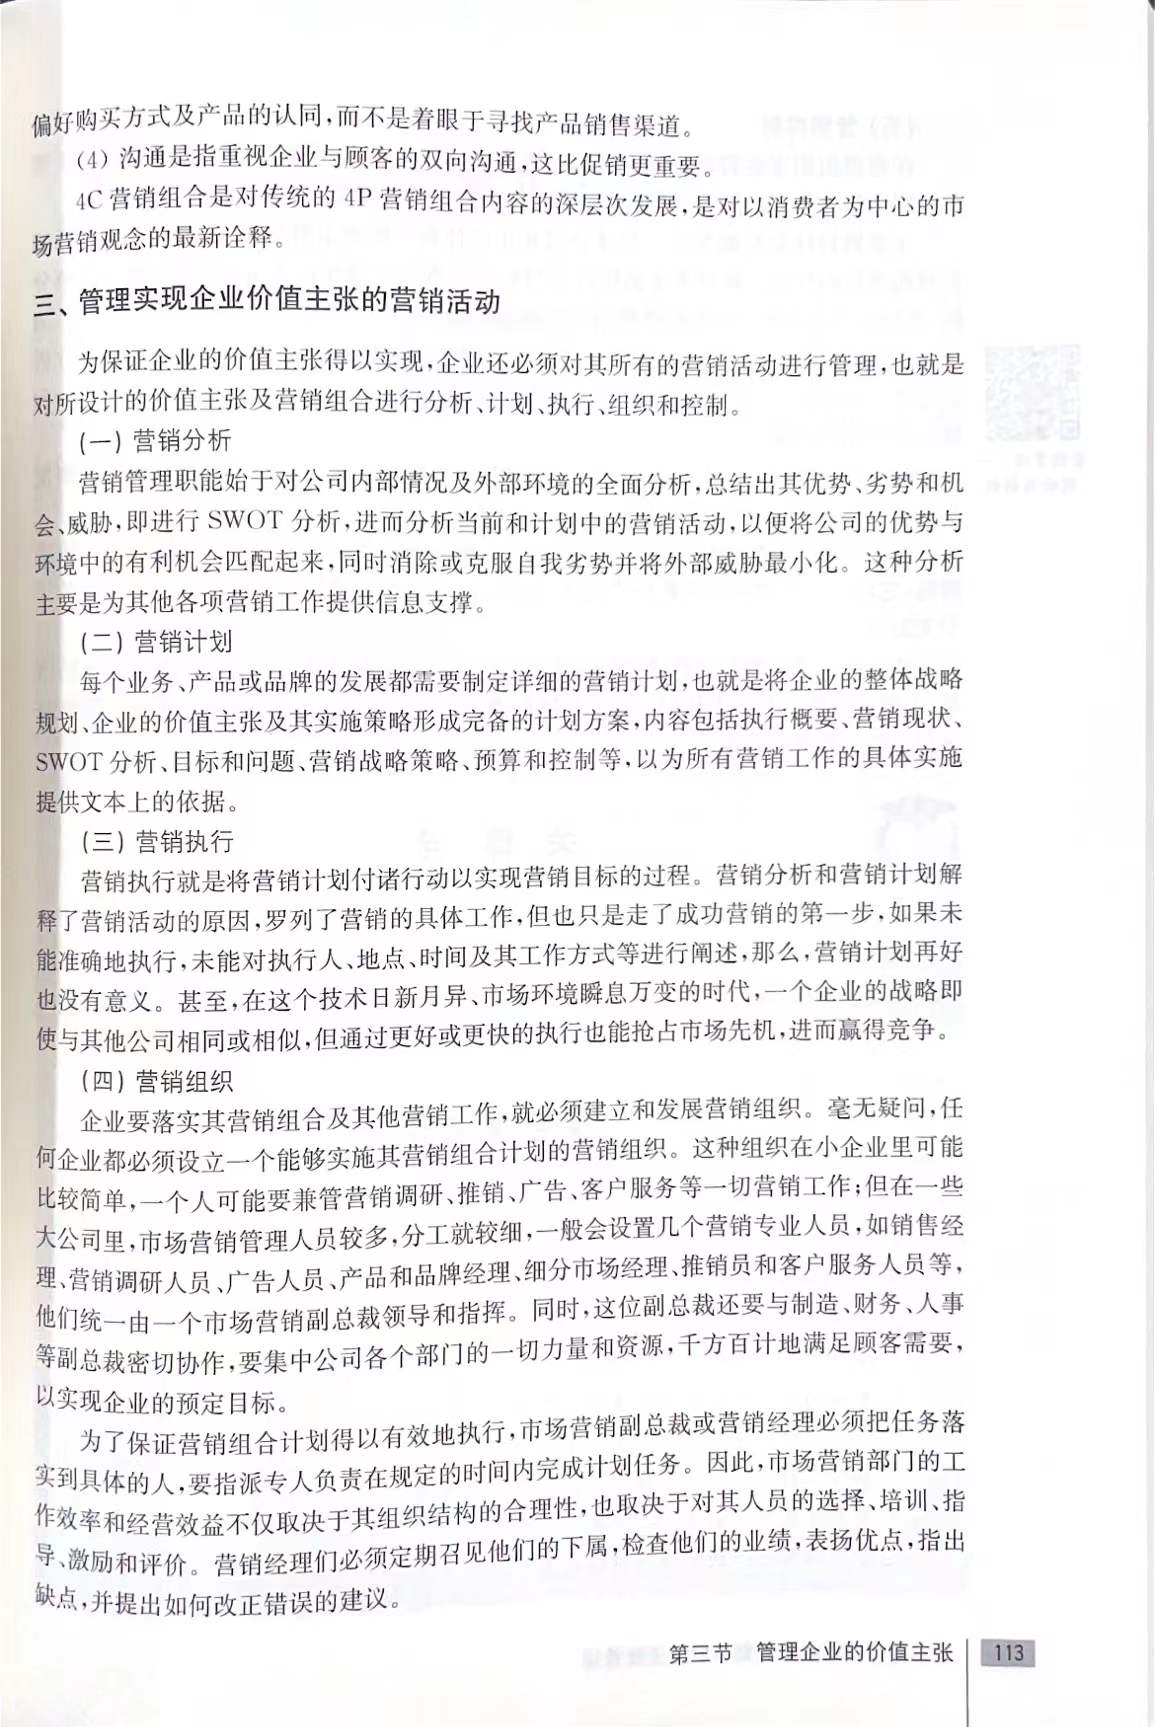 偏好购买方式及产品的认同，而不是着眼于寻找产品销售渠道。
(4) 沟通是指重视企业与顾客的双向沟通，这比促销更重要。
4C 营销组合是对传统的 4P 营销组合内容的深层次发展，是对以消费者为中心的市
场营销观念的最新诠释。
三、管理实现企业价值主张的营销活动
为保证企业的价值主张得以实现，企业还必须对其所有的营销活动进行管理，也就是
对所设计的价值主张及营销组合进行分析、计划、执行、组织和控制。
(一) 营销分析
营销管理职能始于对公司内部情况及外部环境的全面分析，总结出其优势、劣势和机
会、威胁，即进行 SWOT 分析，进而分析当前和计划中的营销活动，以便将公司的优势与
环境中的有利机会匹配起来，同时消除或克服自我劣势并将外部威胁最小化。这种分析
主要是为其他各项营销工作提供信息支撑。
(二) 营销计划
每个业务、产品或品牌的发展都需要制定详细的营销计划，也就是将企业的整体战略
规划、企业的价值主张及其实施策略形成完备的计划方案，内容包括执行概要、营销现状、
SWOT 分析、目标和问题、营销战略策略、预算和控制等，以为所有营销工作的具体实施
提供文本上的依据。
(三) 营销执行
营销执行就是将营销计划付诸行动以实现营销目标的过程。营销分析和营销计划解
释了营销活动的原因，罗列了营销的具体工作，但也只是走了成功营销的第一步，如果未
能准确地执行，未能对执行人、地点、时间及其工作方式等进行阐述，那么，营销计划再好
也没有意义。甚至，在这个技术日新月异、市场环境瞬息万变的时代，一个企业的战略即
使与其他公司相同或相似，但通过更好或更快的执行也能抢占市场先机，进而赢得竞争。
(四) 营销组织
企业要落实其营销组合及其他营销工作，就必须建立和发展营销组织。毫无疑问，任
何企业都必须设立一个能够实施其营销组合计划的营销组织。这种组织在小企业里可能
比较简单，一个人可能要兼管营销调研、推销、广告、客户服务等一切营销工作；但在一些
大公司里，市场营销管理人员较多，分工就较细，一般会设置几个营销专业人员，如销售经
理、营销调研人员、广告人员、产品和品牌经理、细分市场经理、推销员和客户服务人员等，
他们统一由一个市场营销副总裁领导和指挥。同时，这位副总裁还要与制造、财务、人事
等副总裁密切协作，要集中公司各个部门的一切力量和资源，千方百计地满足顾客需要，
以实现企业的预定目标。
为了保证营销组合计划得以有效地执行，市场营销副总裁或营销经理必须把任务落
实到具体的人，要指派专人负责在规定的时间内完成计划任务。因此，市场营销部门的工
作效率和经营效益不仅取决于其组织结构的合理性，也取决于对其人员的选择、培训、指
导、激励和评价。营销经理们必须定期召见他们的下属，检查他们的业绩，表扬优点，指出
缺点，并提出如何改正错误的建议。
第三节　管理企业的价值主张 113